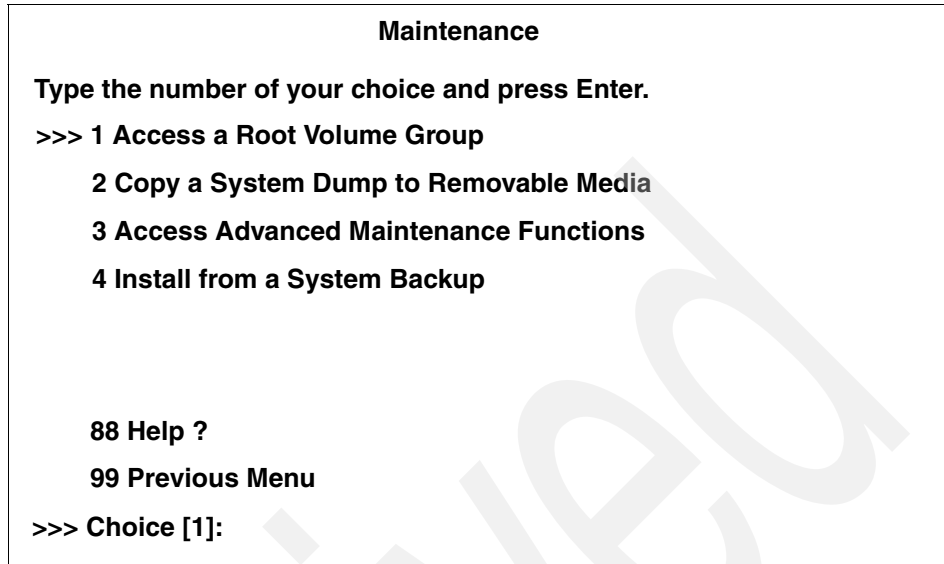 Maintenance
Type the number of your choice and press Enter.
>>> 1 Access a Root Volume Group
2 Copy a System Dump to Removable Media
3 Access Advanced Maintenance Functions
4 Install from a System Backup
88 Help ?
99 Previous Menu
>>> Choice [1]: